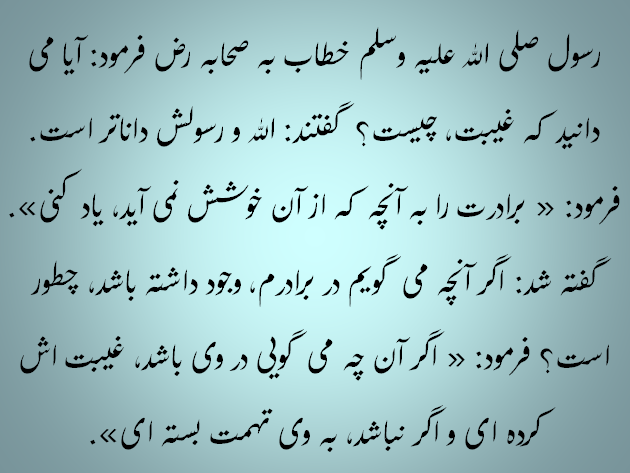 رسول صلی الله علیه وسلم خطاب به صحابه رض فرمود: آیا می
دانید که غیبت، چیست؟ گفتند: الله و رسولش داناتر است.
فرمود: « برادرت را به آنچه که از آن خوشش نمی آید، یاد کنی».
گفته شد: اگر آنچه می گویم در برادرم، وجود داشته باشد، چطور
است؟ فرمود: « اگر آن چه می گویی در وی باشد، غیبت اش
کرده ای و اگر نباشد، به وی تهمت بسته ای».